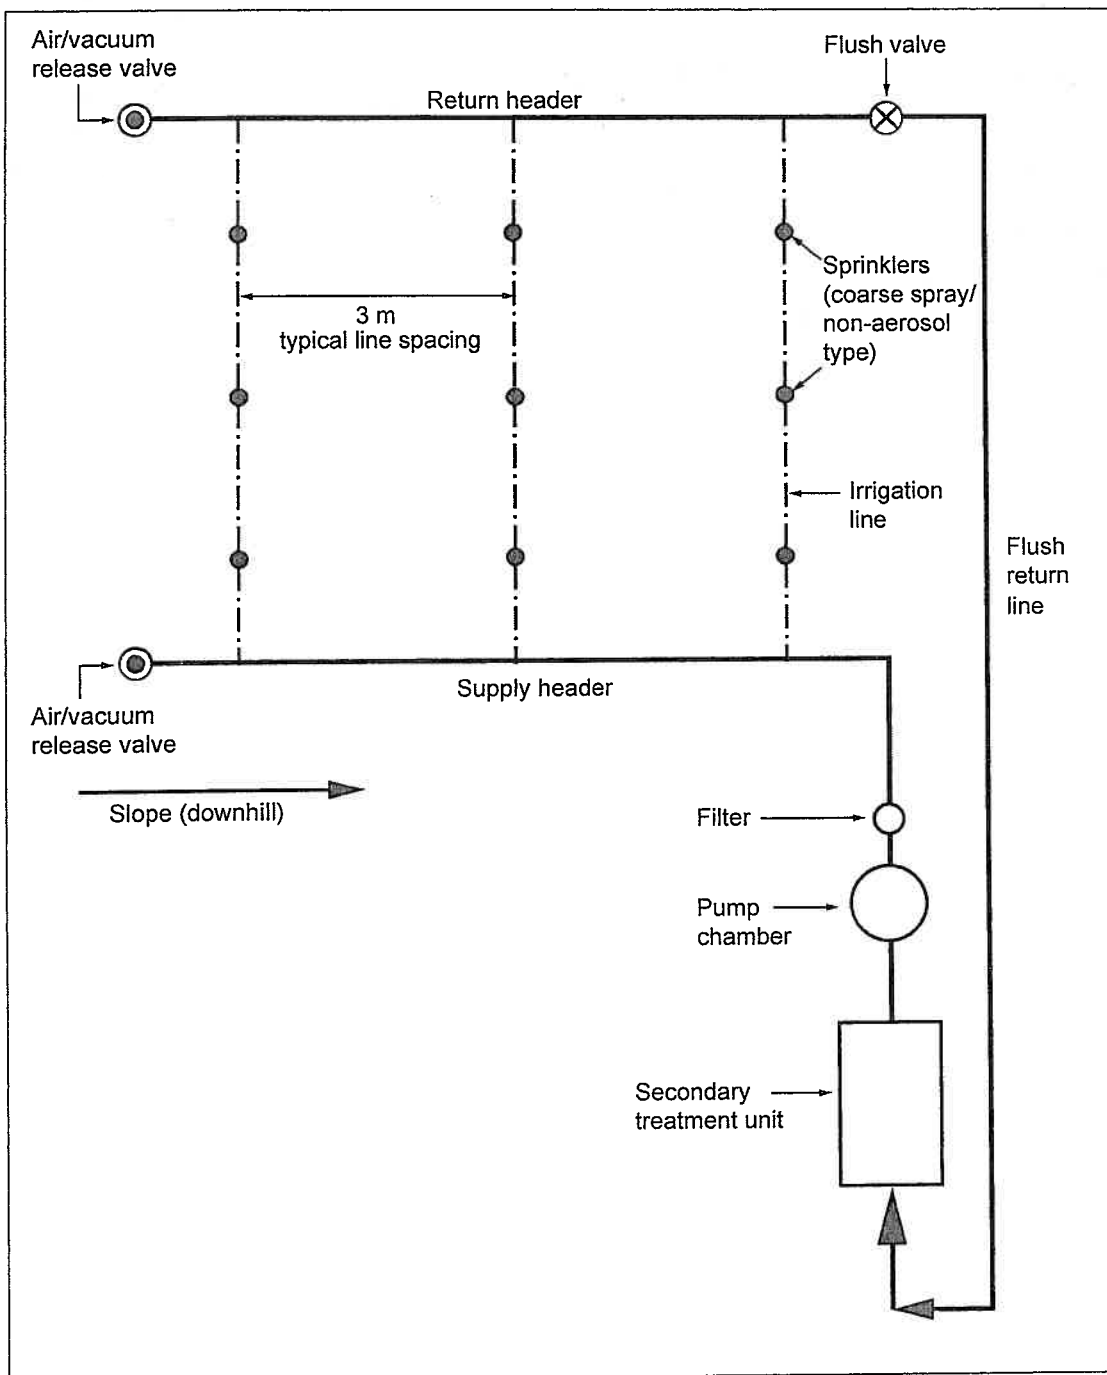 Air/vacuum
release valve
Flush valve
Return header
Sprinklers
(coarse spray/
non-aerosol
type)
3 m
typical line spacing
Irrigation
line
Flush
return
line
Supply header
Air/vacuum
release valve
Slope (downhill)
Filter
Pump
chamber
Secondary
treatment unit